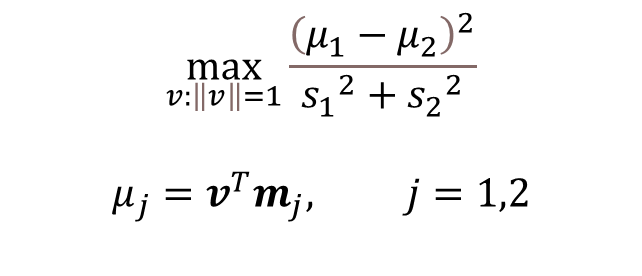 max v:‖v‖=1 (μ₁ − μ₂)² / s₁² + s₂²
μⱼ = vᵀmⱼ, j = 1,2